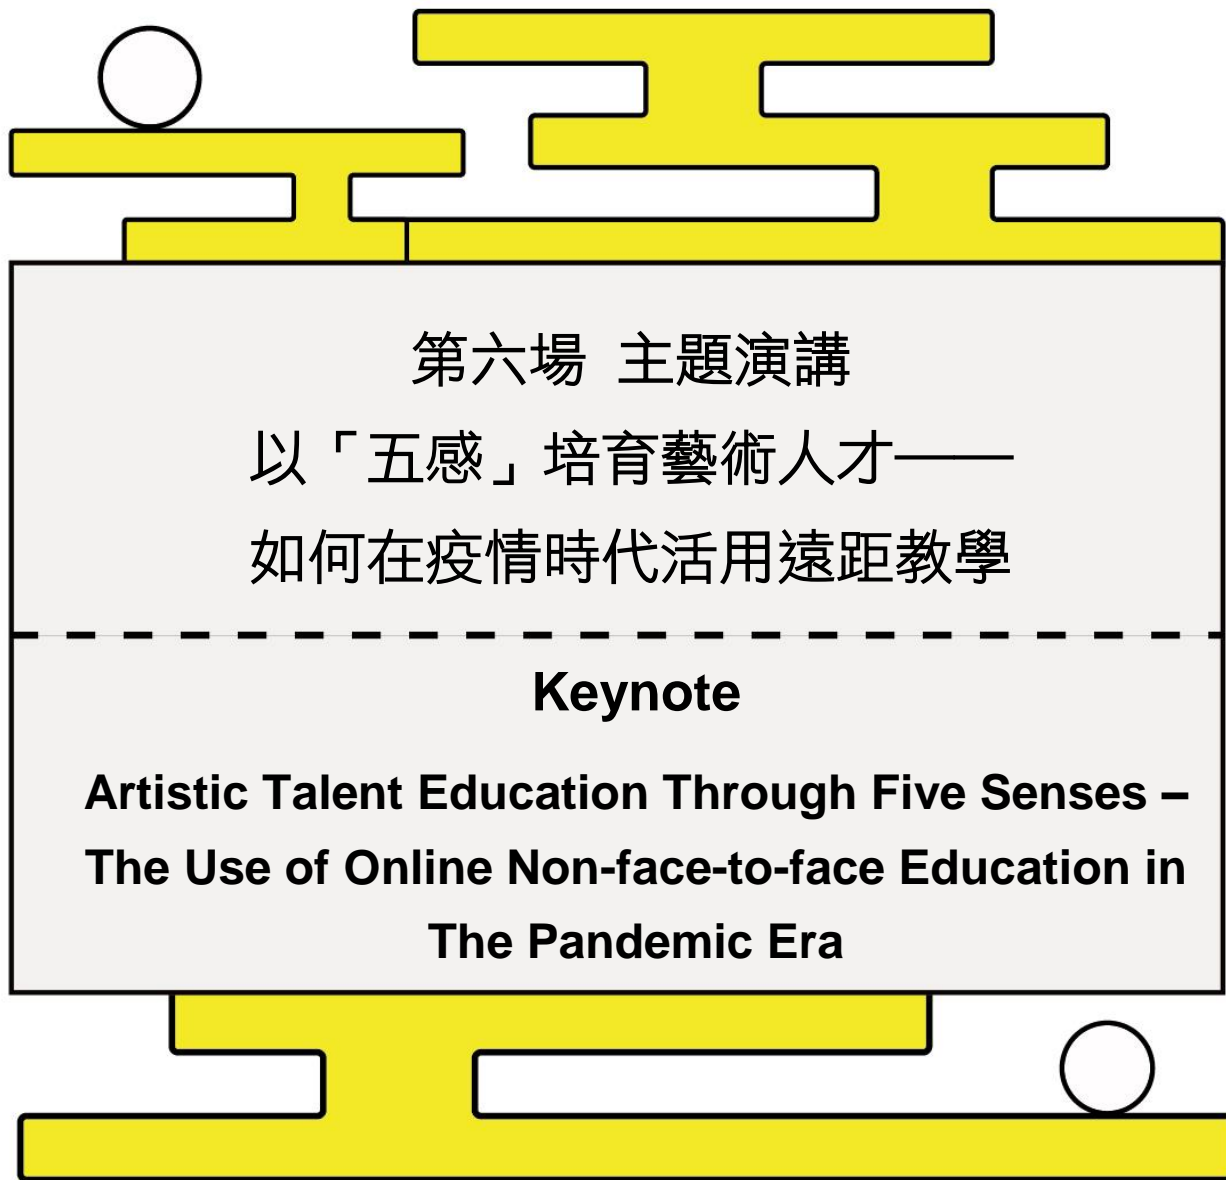 第六場 主題演講
以「五感」培育藝術人才——
如何在疫情時代活用遠距教學
Keynote
Artistic Talent Education Through Five Senses –
The Use of Online Non-face-to-face Education in
The Pandemic Era